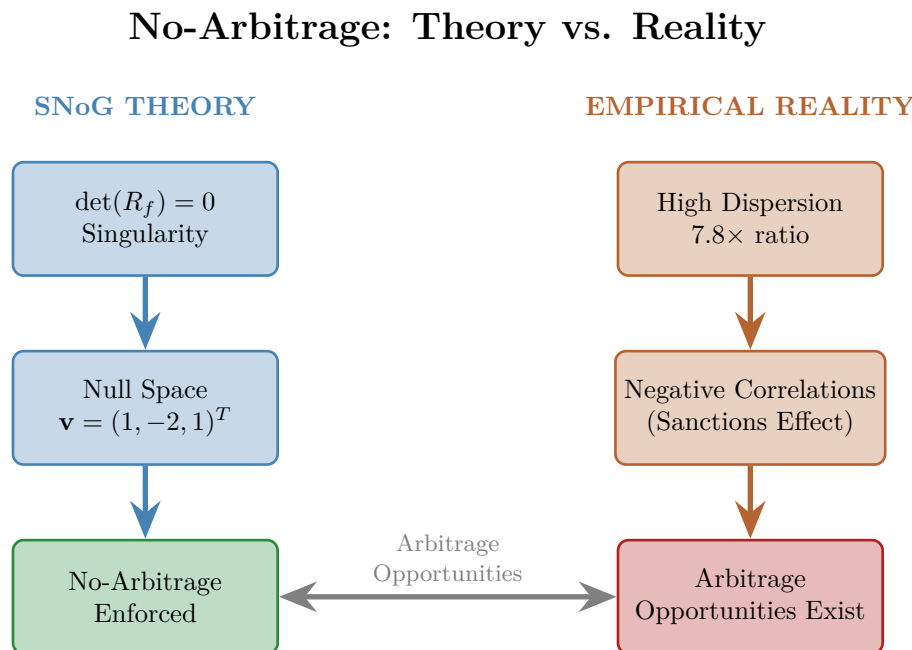 No-Arbitrage: Theory vs. Reality
SNoG THEORY
EMPIRICAL REALITY
det(R_f) = 0
Singularity
High Dispersion
7.8× ratio
Null Space
v = (1, −2, 1)^T
Negative Correlations
(Sanctions Effect)
Arbitrage
Opportunities
No-Arbitrage
Enforced
Arbitrage
Opportunities Exist